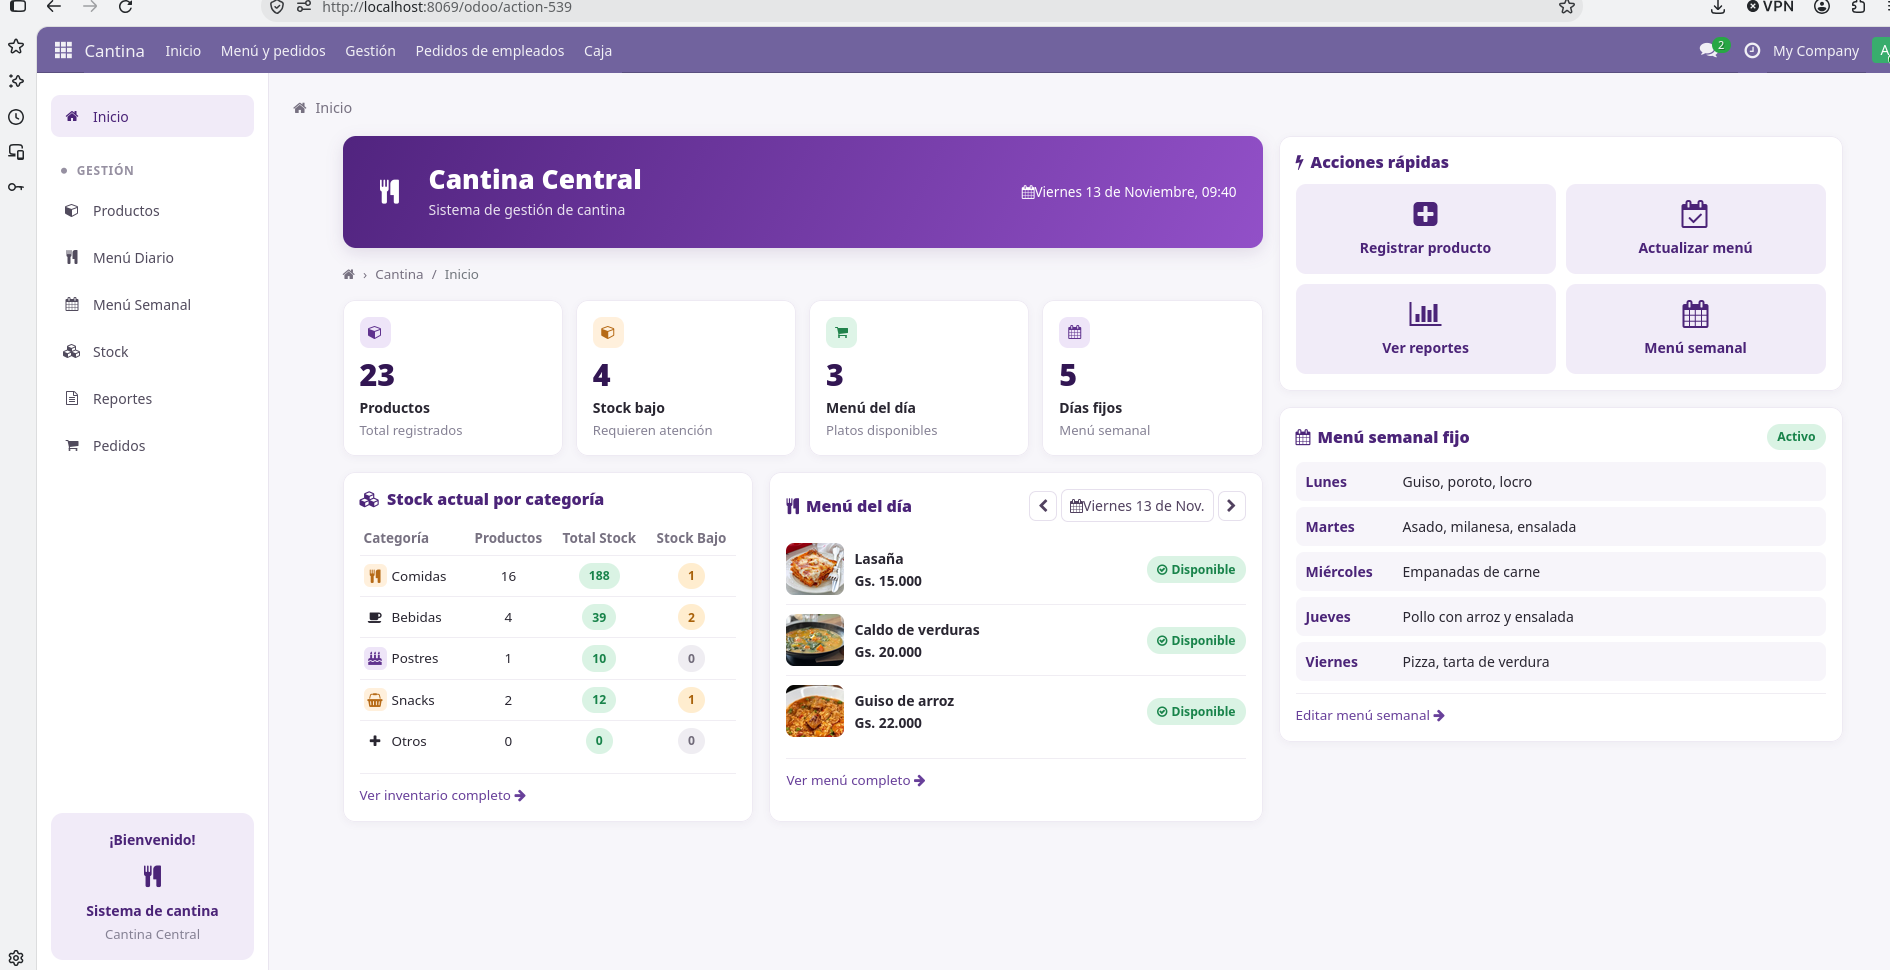 http://localhost:8069/odoo/action-539
VPN
Cantina Inicio Menú y pedidos Gestión Pedidos de empleados Caja
2 My Company A
Inicio
GESTIÓN
Productos
Menú Diario
Menú Semanal
Stock
Reportes
Pedidos
¡Bienvenido!
Sistema de cantina
Cantina Central
Inicio
Cantina Central
Sistema de gestión de cantina
Viernes 13 de Noviembre, 09:40
› Cantina / Inicio
23
Productos
Total registrados
4
Stock bajo
Requieren atención
3
Menú del día
Platos disponibles
5
Días fijos
Menú semanal
Stock actual por categoría
Categoría Productos Total Stock Stock Bajo
Comidas 16 188 1
Bebidas 4 39 2
Postres 1 10 0
Snacks 2 12 1
Otros 0 0 0
Ver inventario completo
Menú del día
Viernes 13 de Nov.
Lasaña
Gs. 15.000
Disponible
Caldo de verduras
Gs. 20.000
Disponible
Guiso de arroz
Gs. 22.000
Disponible
Ver menú completo
Acciones rápidas
Registrar producto
Actualizar menú
Ver reportes
Menú semanal
Menú semanal fijo
Activo
Lunes Guiso, poroto, locro
Martes Asado, milanesa, ensalada
Miércoles Empanadas de carne
Jueves Pollo con arroz y ensalada
Viernes Pizza, tarta de verdura
Editar menú semanal